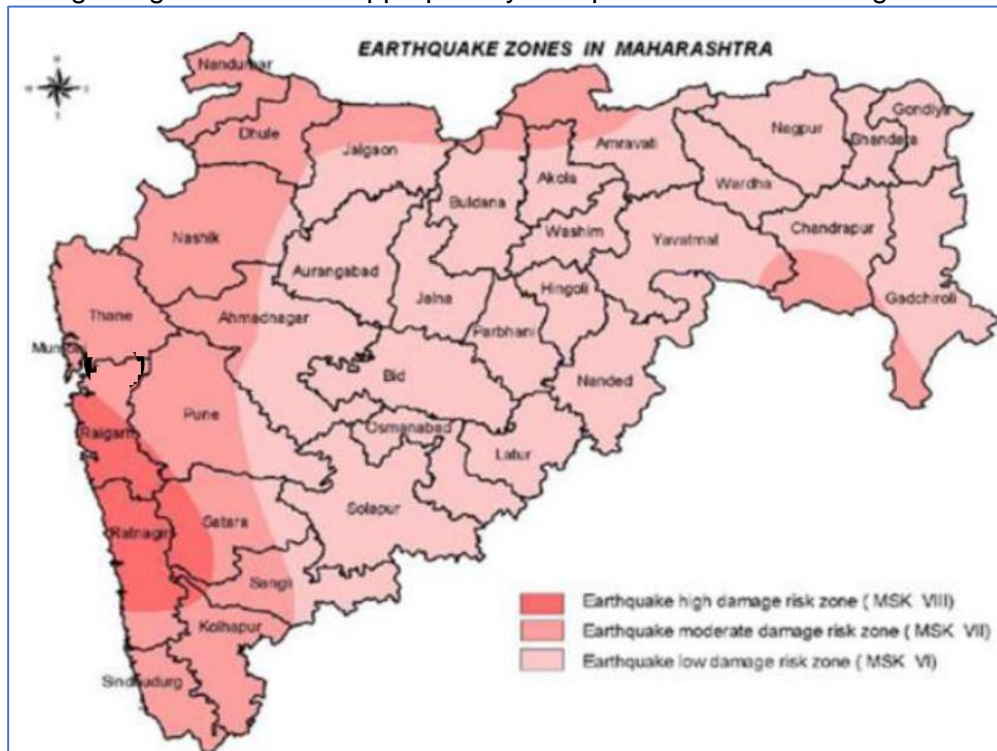 EARTHQUAKE ZONES IN MAHARASHTRA
Nandurbar
Dhule
Jalgaon
Amravati
Nagpur
Gondiya
Bhandara
Akola
Wardha
Buldana
Nashik
Washim
Yavatmal
Chandrapur
Aurangabad
Jalna
Hingoli
Gadchiroli
Thane
Ahmadnagar
Parbhani
Bid
Nanded
Pune
Raigarh
Osmanabad
Latur
Satara
Solapur
Sangli
Kolhapur
Earthquake high damage risk zone ( MSK VIII)
Earthquake moderate damage risk zone ( MSK VII)
Earthquake low damage risk zone ( MSK VI)